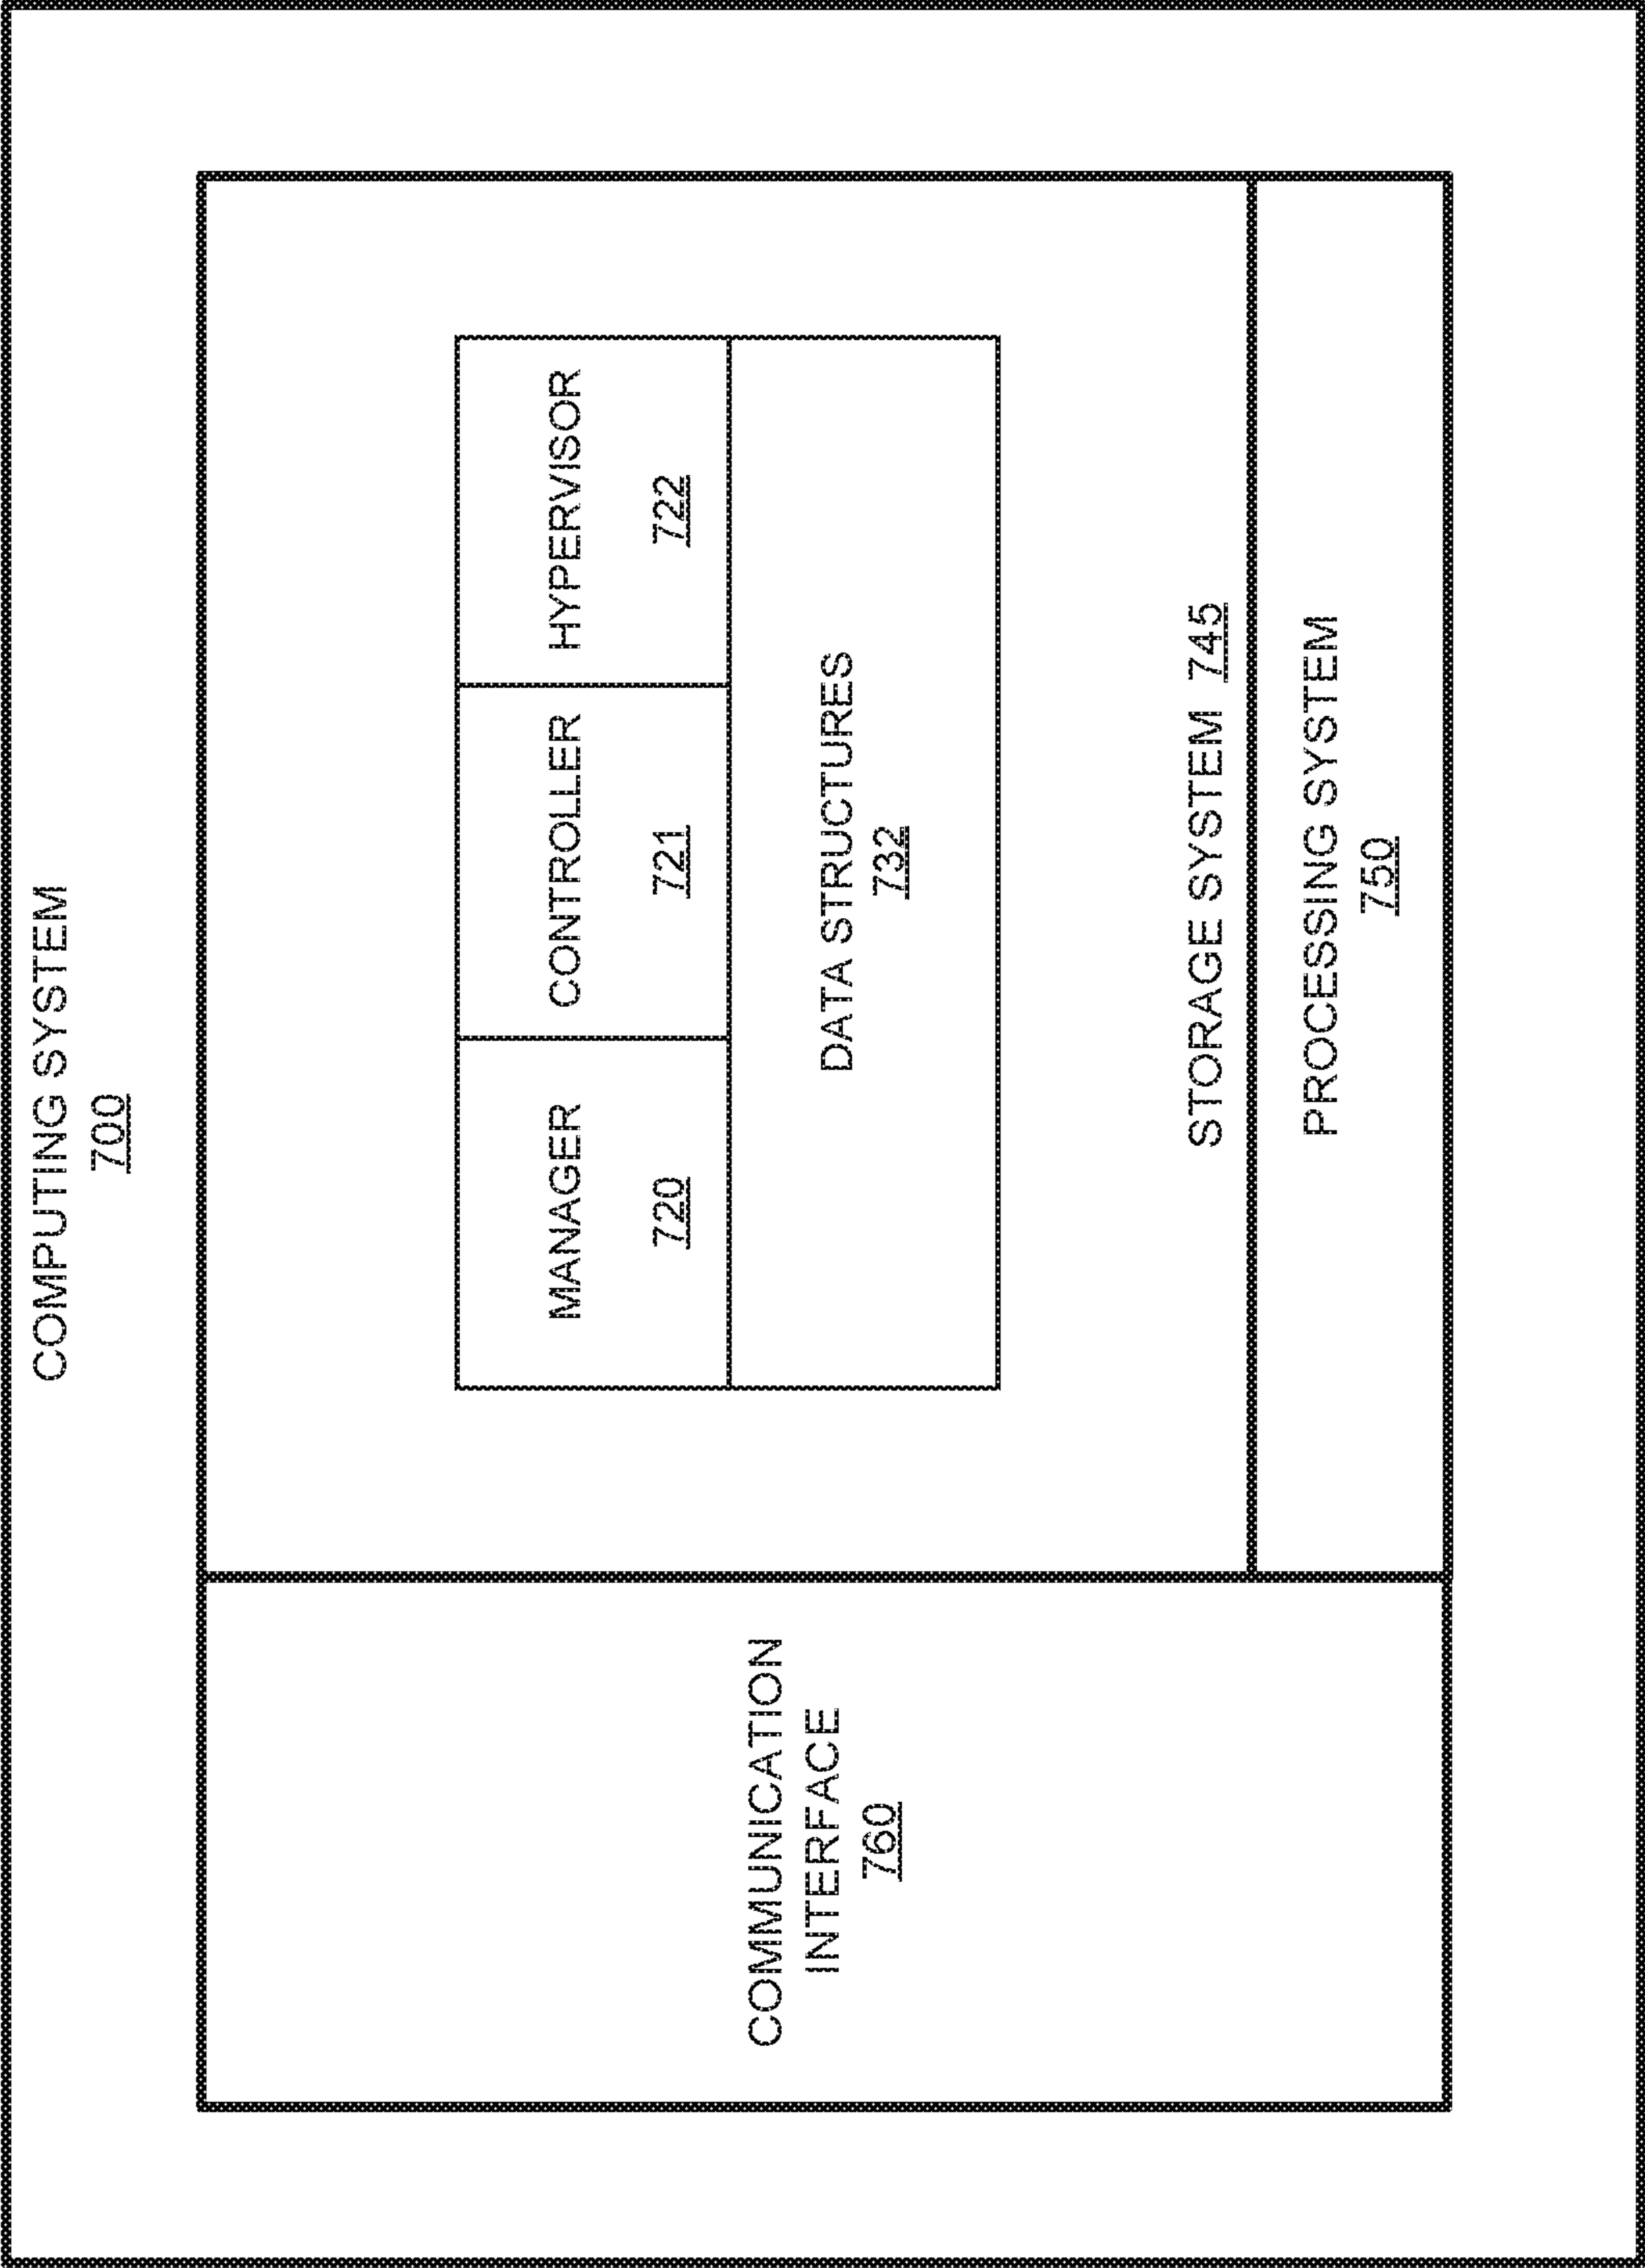 COMPUTING SYSTEM
700
COMMUNICATION
INTERFACE
760
MANAGER
720
CONTROLLER
721
HYPERVISOR
722
DATA STRUCTURES
732
STORAGE SYSTEM 745
PROCESSING SYSTEM
750